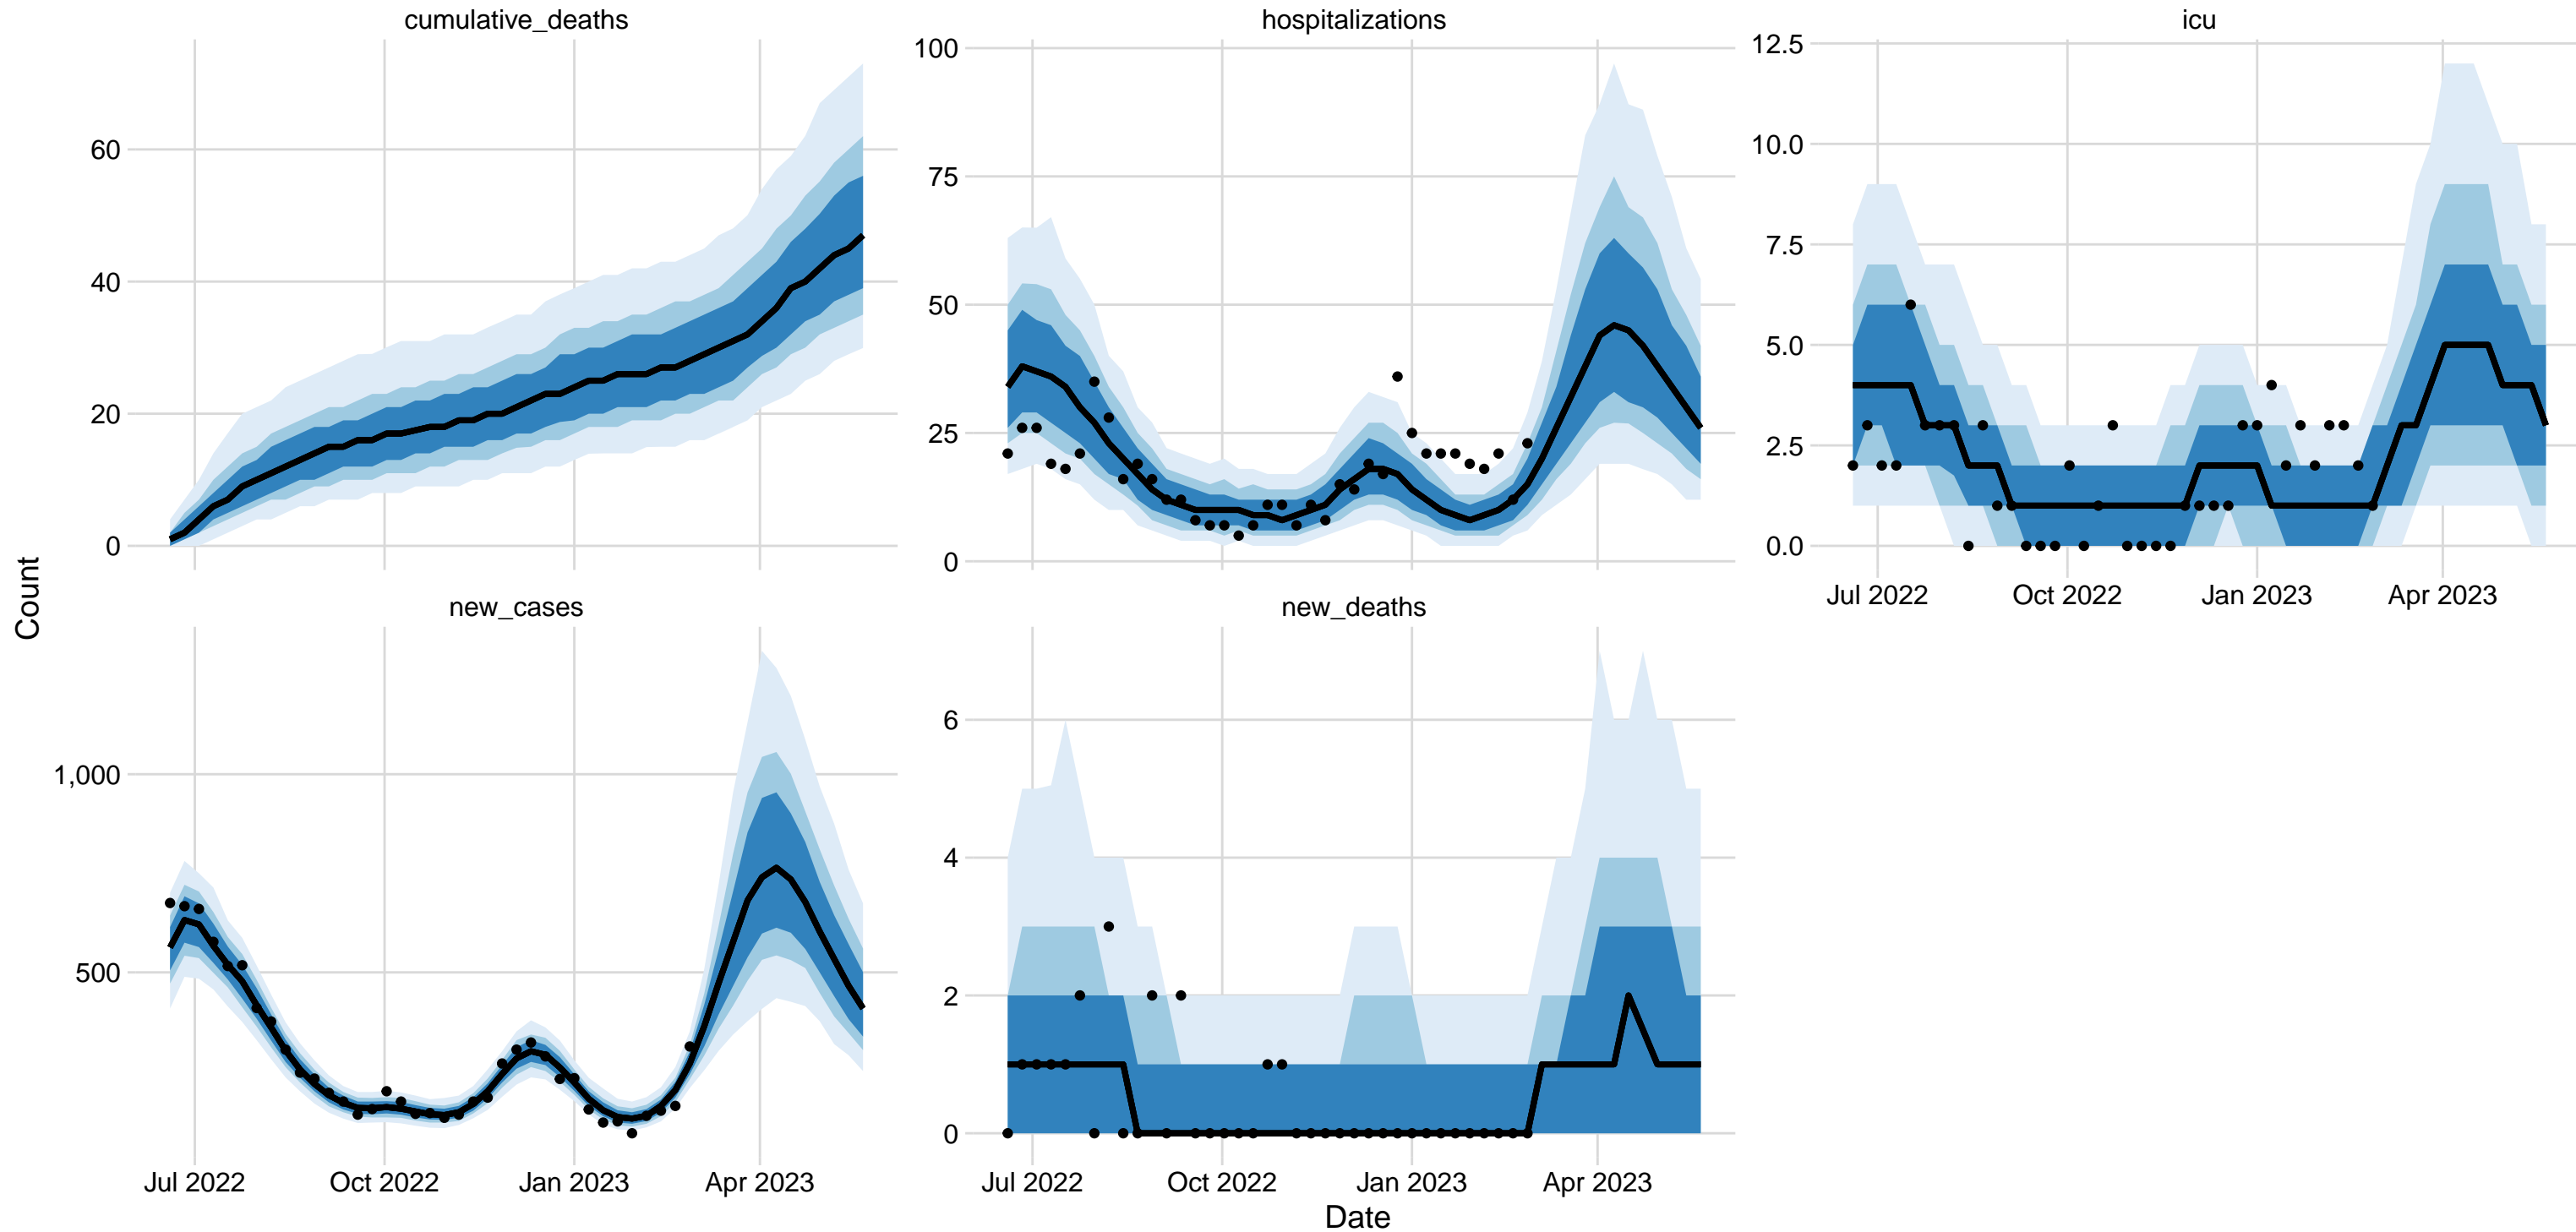 cumulative_deaths
hospitalizations
icu
60
40
20
0
100
75
50
25
0
12.5
10.0
7.5
5.0
2.5
0.0
Jul 2022 Oct 2022 Jan 2023 Apr 2023
Count
new_cases
new_deaths
1,000
500
6
4
2
0
Jul 2022 Oct 2022 Jan 2023 Apr 2023
Jul 2022 Oct 2022 Jan 2023 Apr 2023
Date